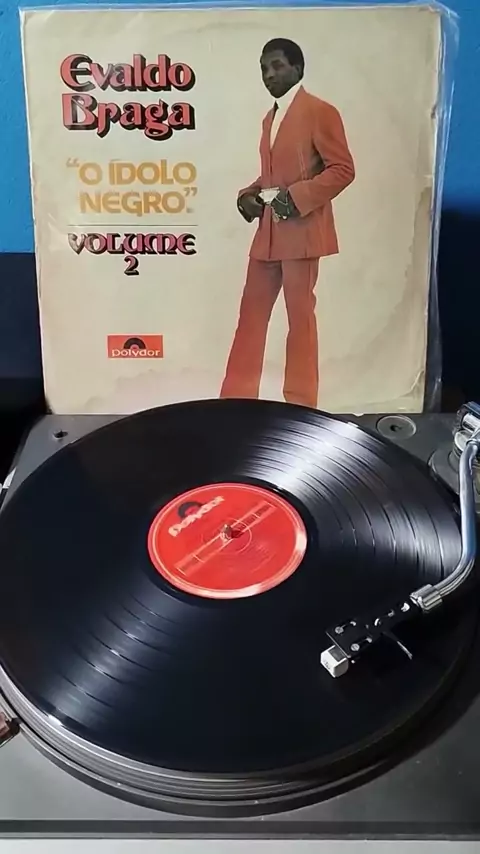 Evaldo
Braga
"O ÍDOLO
NEGRO".
VOLUME
2
Polydor
Polydor